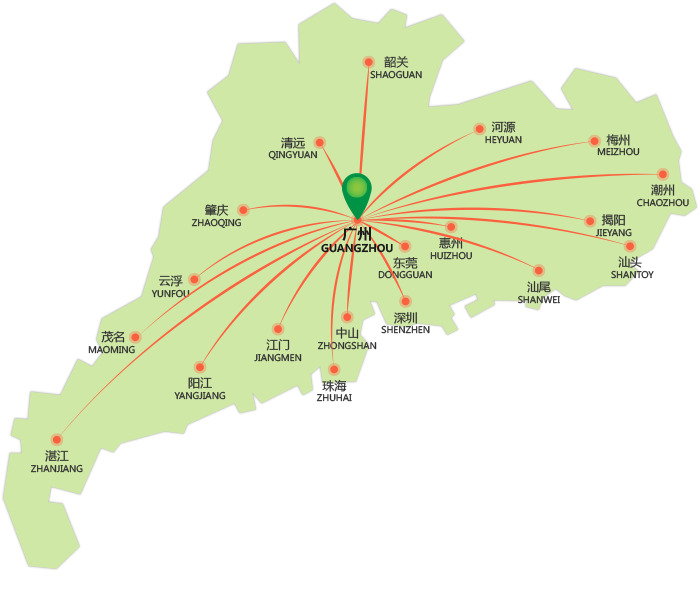 韶关
SHAOGUAN
河源
HEYUAN
梅州
MEIZHOU
清远
QINGYUAN
潮州
CHAOZHOU
肇庆
ZHAOQING
揭阳
JIEYANG
广州
GUANGZHOU
惠州
HUIZHOU
东莞
DONGGUAN
汕头
SHANTOY
云浮
YUNFOU
汕尾
SHANWEI
深圳
SHENZHEN
茂名
MAOMING
中山
ZHONGSHAN
江门
JIANGMEN
阳江
YANGJIANG
珠海
ZHUHAI
湛江
ZHANJIANG